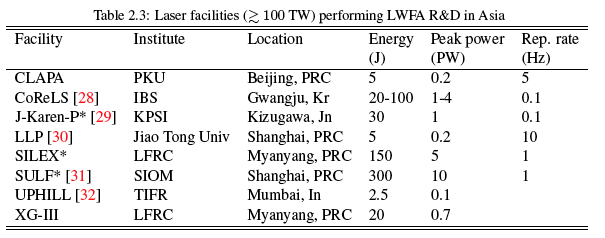 Table 2.3: Laser facilities (≳ 100 TW) performing LWFA R&D in Asia
Facility Institute Location Energy Peak power Rep. rate
(J) (PW) (Hz)
CLAPA PKU Beijing, PRC 5 0.2 5
CoReLS [28] IBS Gwangju, Kr 20-100 1-4 0.1
J-Karen-P* [29] KPSI Kizugawa, Jn 30 1 0.1
LLP [30] Jiao Tong Univ Shanghai, PRC 5 0.2 10
SILEX* LFRC Myanyang, PRC 150 5 1
SULF* [31] SIOM Shanghai, PRC 300 10 1
UPHILL [32] TIFR Mumbai, In 2.5 0.1
XG-III LFRC Myanyang, PRC 20 0.7